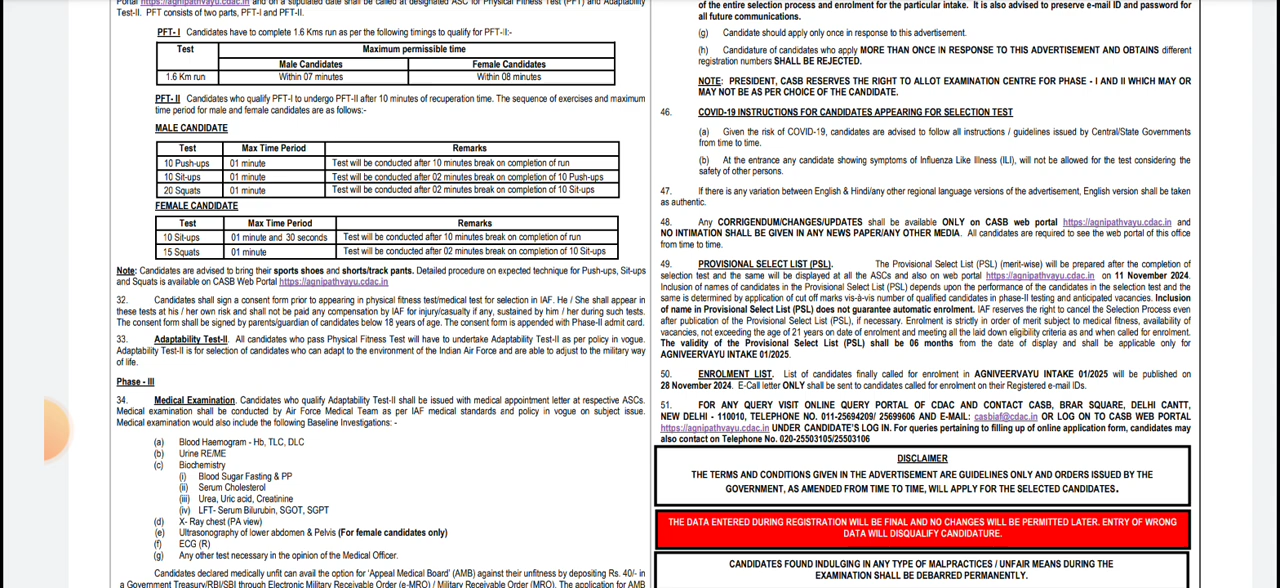 Portal https://agnipathvayu.cdac.in and on a stipulated date shall be called at designated ASC for Physical Fitness Test (PFT) and Adaptability
Test-II. PFT consists of two parts, PFT-I and PFT-II.
PFT- I Candidates have to complete 1.6 Kms run as per the following timings to qualify for PFT-II:-
Test Maximum permissible time
Male Candidates Female Candidates
1.6 Km run Within 07 minutes Within 08 minutes
PFT- II Candidates who qualify PFT-I to undergo PFT-II after 10 minutes of recuperation time. The sequence of exercises and maximum
time period for male and female candidates are as follows:-
MALE CANDIDATE
Test Max Time Period Remarks
10 Push-ups 01 minute Test will be conducted after 10 minutes break on completion of run
10 Sit-ups 01 minute Test will be conducted after 02 minutes break on completion of 10 Push-ups
20 Squats 01 minute Test will be conducted after 02 minutes break on completion of 10 Sit-ups
FEMALE CANDIDATE
Test Max Time Period Remarks
10 Sit-ups 01 minute and 30 seconds Test will be conducted after 10 minutes break on completion of run
15 Squats 01 minute Test will be conducted after 02 minutes break on completion of 10 Sit-ups
Note: Candidates are advised to bring their sports shoes and shorts/track pants. Detailed procedure on expected technique for Push-ups, Sit-ups
and Squats is available on CASB Web Portal https://agnipathvayu.cdac.in
32. Candidates shall sign a consent form prior to appearing in physical fitness test/medical test for selection in IAF. He / She shall appear in
these tests at his / her own risk and shall not be paid any compensation by IAF for injury/casualty if any, sustained by him / her during such tests.
The consent form shall be signed by parents/guardian of candidates below 18 years of age. The consent form is appended with Phase-II admit card.
33. Adaptability Test-II. All candidates who pass Physical Fitness Test will have to undertake Adaptability Test-II as per policy in vogue.
Adaptability Test-II is for selection of candidates who can adapt to the environment of the Indian Air Force and are able to adjust to the military way
of life.
Phase - III
34. Medical Examination. Candidates who qualify Adaptability Test-II shall be issued with medical appointment letter at respective ASCs.
Medical examination shall be conducted by Air Force Medical Team as per IAF medical standards and policy in vogue on subject issue.
Medical examination would also include the following Baseline Investigations: -
(a) Blood Haemogram - Hb, TLC, DLC
(b) Urine RE/ME
(c) Biochemistry
(i) Blood Sugar Fasting & PP
(ii) Serum Cholesterol
(iii) Urea, Uric acid, Creatinine
(iv) LFT- Serum Bilurubin, SGOT, SGPT
(d) X- Ray chest (PA view)
(e) Ultrasonography of lower abdomen & Pelvis (For female candidates only)
(f) ECG (R)
(g) Any other test necessary in the opinion of the Medical Officer.
Candidates declared medically unfit can avail the option for 'Appeal Medical Board' (AMB) against their unfitness by depositing Rs. 40/- in
a Government Treasury/RBI/SBI through Electronic Military Receivable Order (e-MRO) / Military Receivable Order (MRO). The application for AMB
of the entire selection process and enrolment for the particular intake. It is also advised to preserve e-mail ID and password for
all future communications.
(g) Candidate should apply only once in response to this advertisement.
(h) Candidature of candidates who apply MORE THAN ONCE IN RESPONSE TO THIS ADVERTISEMENT AND OBTAINS different
registration numbers SHALL BE REJECTED.
NOTE: PRESIDENT, CASB RESERVES THE RIGHT TO ALLOT EXAMINATION CENTRE FOR PHASE - I AND II WHICH MAY OR
MAY NOT BE AS PER CHOICE OF THE CANDIDATE.
46. COVID-19 INSTRUCTIONS FOR CANDIDATES APPEARING FOR SELECTION TEST
(a) Given the risk of COVID-19, candidates are advised to follow all instructions / guidelines issued by Central/State Governments
from time to time.
(b) At the entrance any candidate showing symptoms of Influenza Like Illness (ILI), will not be allowed for the test considering the
safety of other persons.
47. If there is any variation between English & Hindi/any other regional language versions of the advertisement, English version shall be taken
as authentic.
48. Any CORRIGENDUM/CHANGES/UPDATES shall be available ONLY on CASB web portal https://agnipathvayu.cdac.in and
NO INTIMATION SHALL BE GIVEN IN ANY NEWS PAPER/ANY OTHER MEDIA. All candidates are required to see the web portal of this office
from time to time.
49. PROVISIONAL SELECT LIST (PSL). The Provisional Select List (PSL) (merit-wise) will be prepared after the completion of
selection test and the same will be displayed at all the ASCs and also on web portal https://agnipathvayu.cdac.in on 11 November 2024.
Inclusion of names of candidates in the Provisional Select List (PSL) depends upon the performance of the candidates in the selection test and the
same is determined by application of cut off marks vis-à-vis number of qualified candidates in phase-II testing and anticipated vacancies. Inclusion
of name in Provisional Select List (PSL) does not guarantee automatic enrolment. IAF reserves the right to cancel the Selection Process even
after publication of the Provisional Select List (PSL), if necessary. Enrolment is strictly in order of merit subject to medical fitness, availability of
vacancies, not exceeding the age of 21 years on date of enrolment and meeting all the laid down eligibility criteria as and when called for enrolment.
The validity of the Provisional Select List (PSL) shall be 06 months from the date of display and shall be applicable only for
AGNIVEERVAYU INTAKE 01/2025.
50. ENROLMENT LIST. List of candidates finally called for enrolment in AGNIVEERVAYU INTAKE 01/2025 will be published on
28 November 2024. E-Call letter ONLY shall be sent to candidates called for enrolment on their Registered e-mail IDs.
51. FOR ANY QUERY VISIT ONLINE QUERY PORTAL OF CDAC AND CONTACT CASB, BRAR SQUARE, DELHI CANTT,
NEW DELHI - 110010, TELEPHONE NO. 011-25694209/ 25699606 AND E-MAIL: casbiaf@cdac.in OR LOG ON TO CASB WEB PORTAL
https://agnipathvayu.cdac.in UNDER CANDIDATE'S LOG IN. For queries pertaining to filling up of online application form, candidates may
also contact on Telephone No. 020-25503105/25503106
DISCLAIMER
THE TERMS AND CONDITIONS GIVEN IN THE ADVERTISEMENT ARE GUIDELINES ONLY AND ORDERS ISSUED BY THE
GOVERNMENT, AS AMENDED FROM TIME TO TIME, WILL APPLY FOR THE SELECTED CANDIDATES.
THE DATA ENTERED DURING REGISTRATION WILL BE FINAL AND NO CHANGES WILL BE PERMITTED LATER. ENTRY OF WRONG
DATA WILL DISQUALIFY CANDIDATURE.
CANDIDATES FOUND INDULGING IN ANY TYPE OF MALPRACTICES / UNFAIR MEANS DURING THE
EXAMINATION SHALL BE DEBARRED PERMANENTLY.